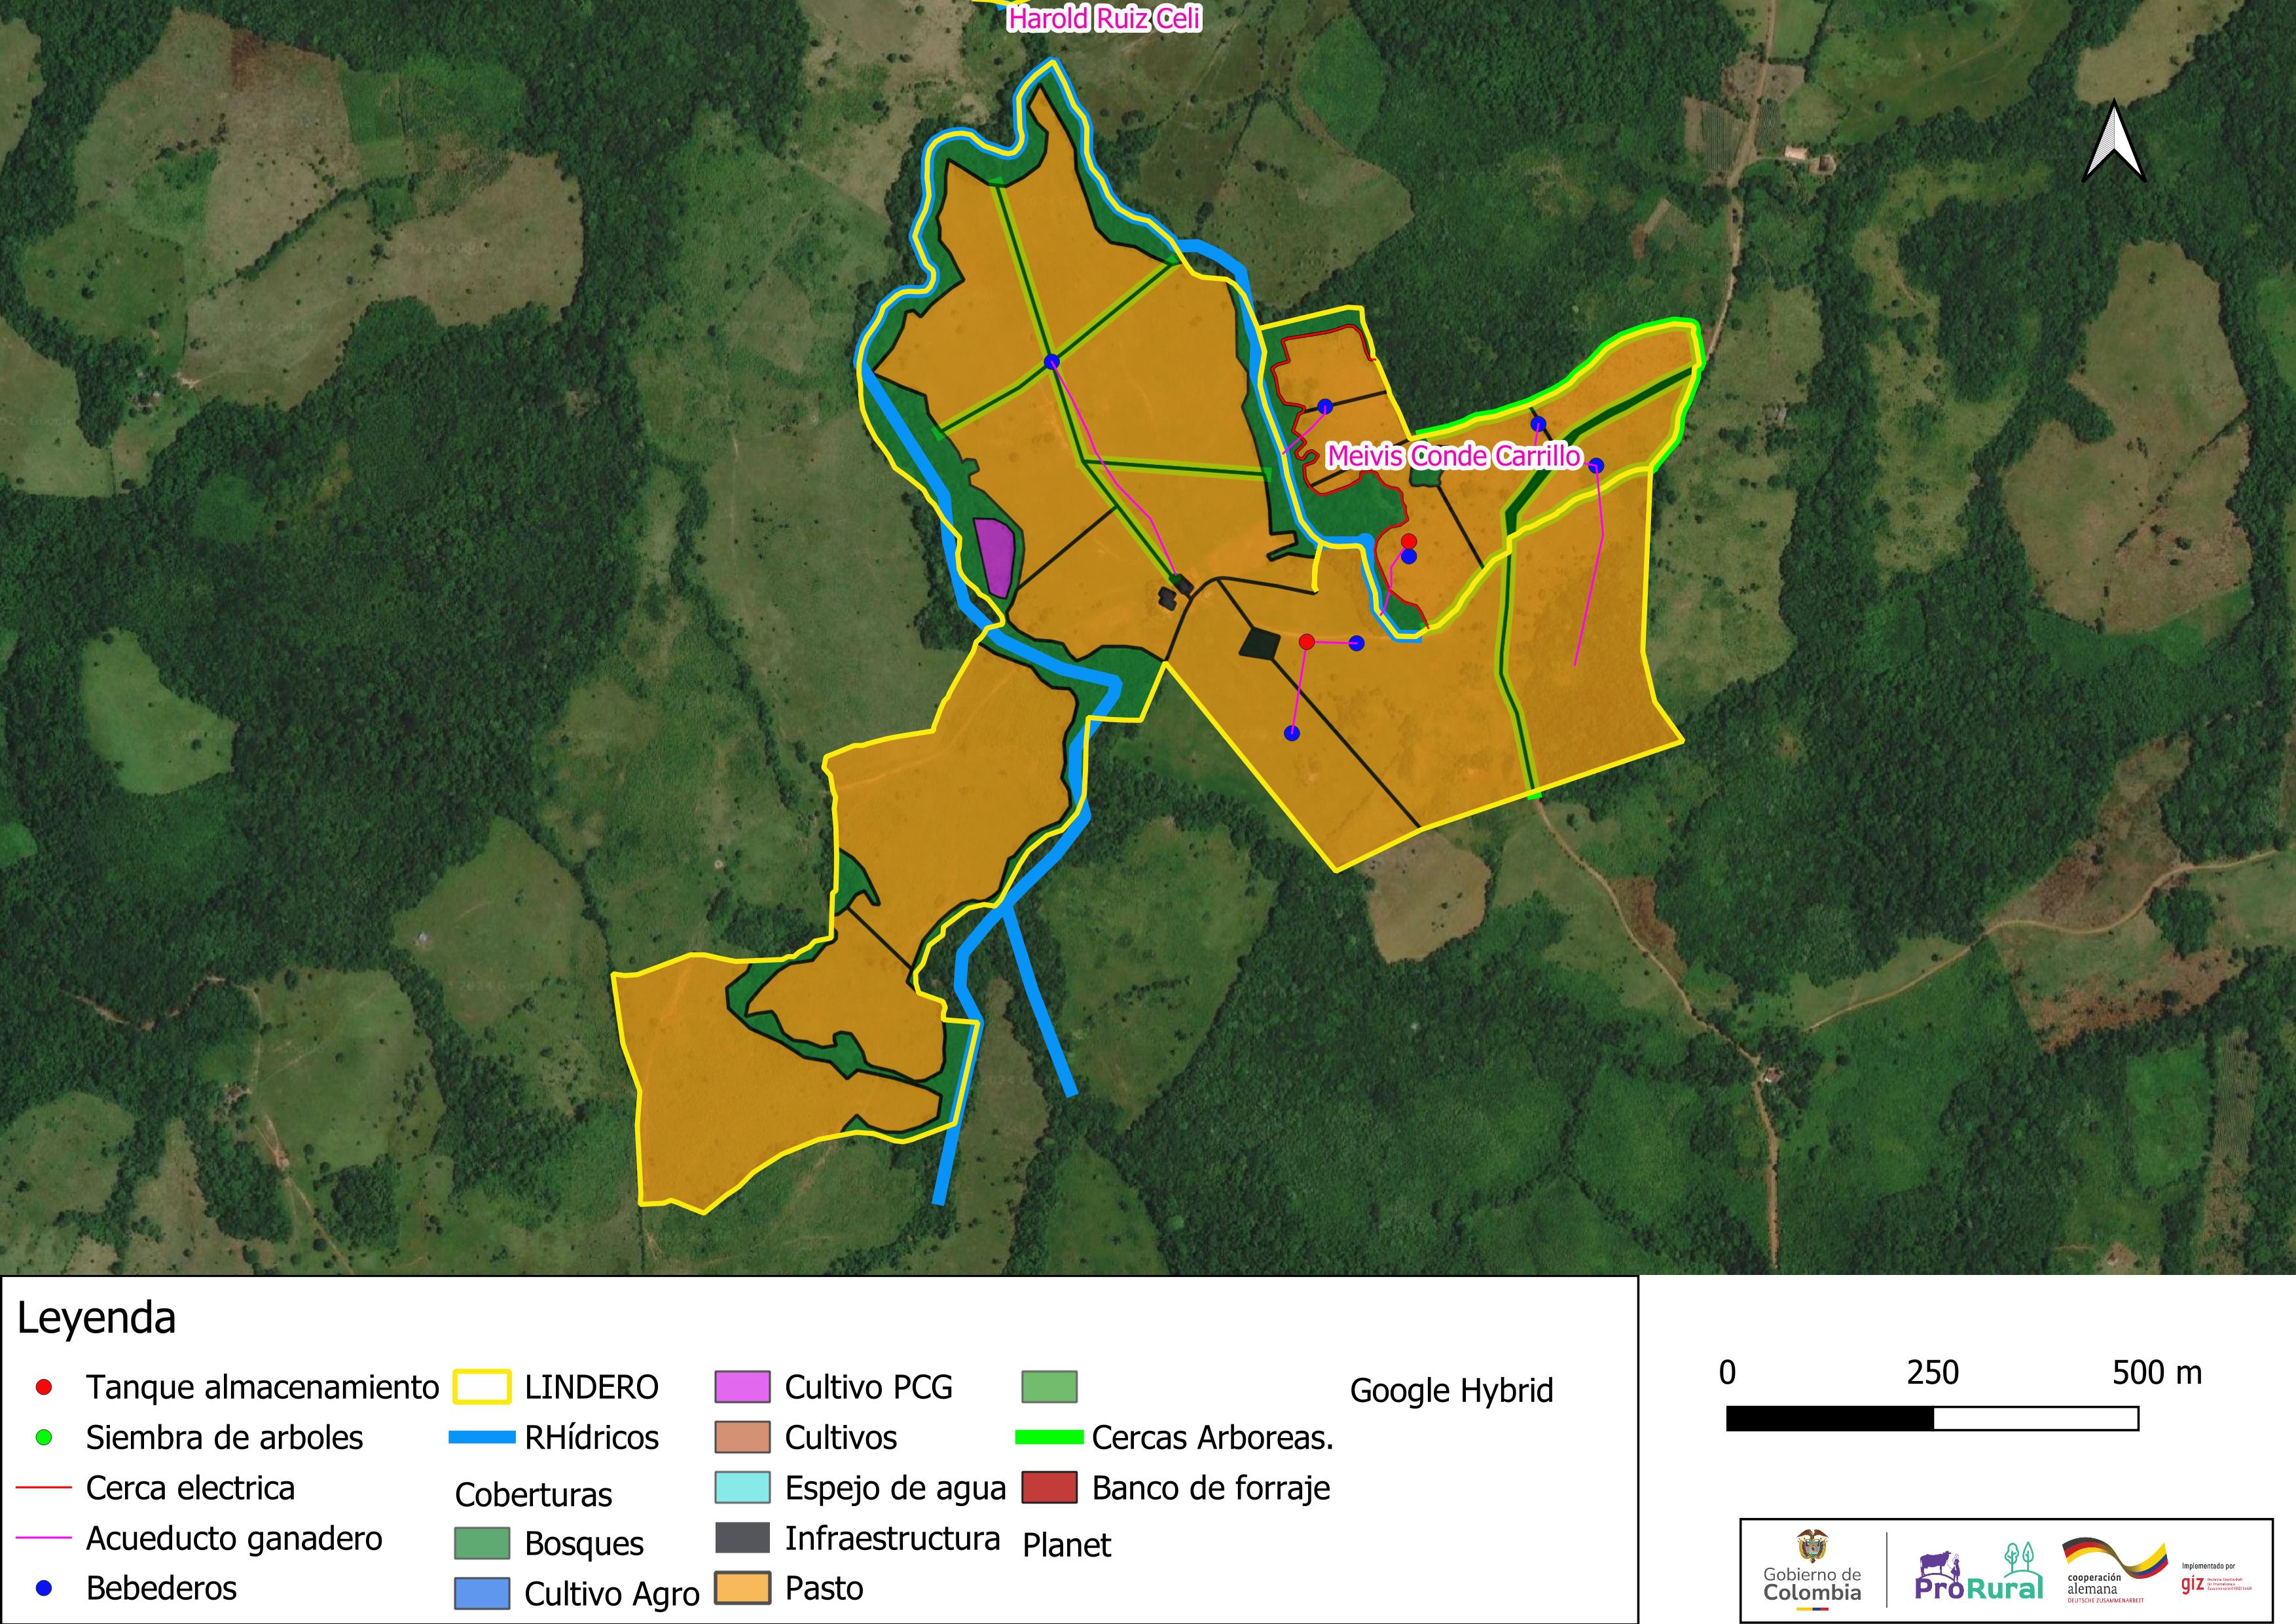 Harold Ruiz Celi
Meivis Conde Carrillo
Leyenda
Tanque almacenamiento
Siembra de arboles
Cerca electrica
Acueducto ganadero
Bebederos
LINDERO
RHídricos
Coberturas
Bosques
Cultivo Agro
Cultivo PCG
Cultivos
Espejo de agua
Infraestructura
Pasto
Cercas Arboreas.
Banco de forraje
Planet
Google Hybrid
0 250 500 m
Gobierno de
Colombia
ProRural
cooperación
alemana
DEUTSCHE ZUSAMMENARBEIT
Implementado por
giz